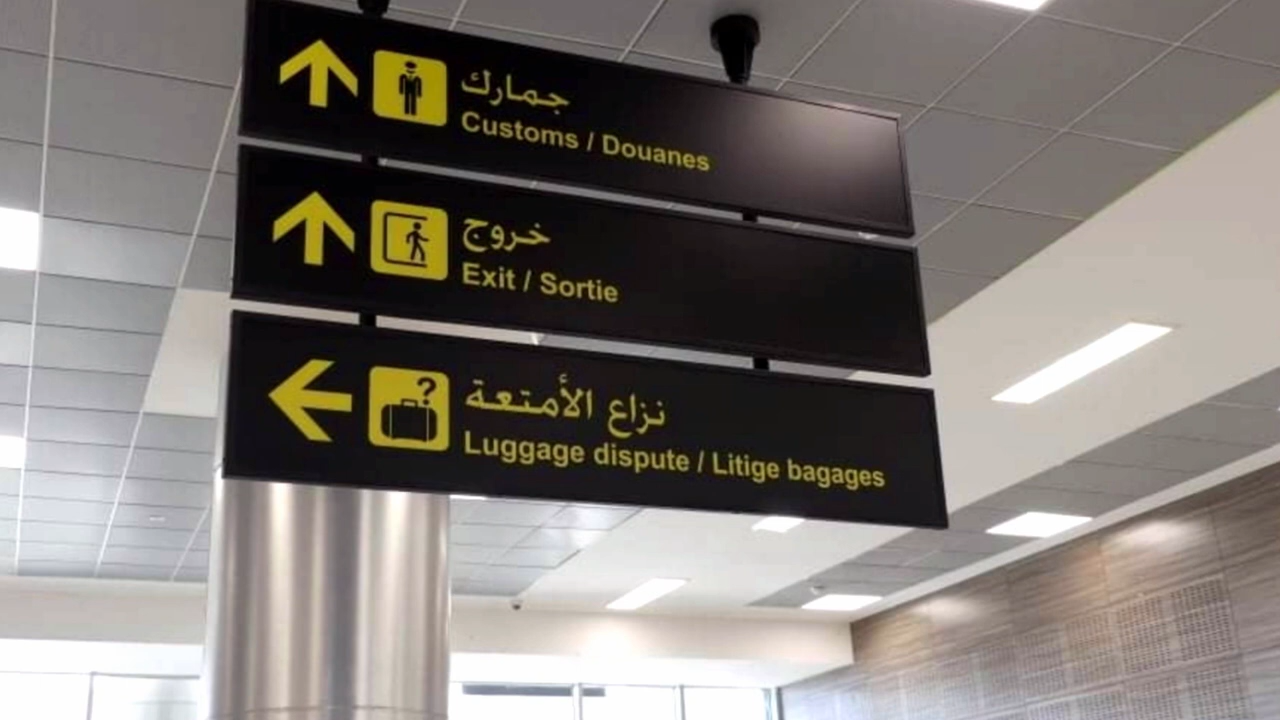 جمارك
Customs / Douanes
خروج
Exit / Sortie
نزاع الأمتعة
Luggage dispute / Litige bagages